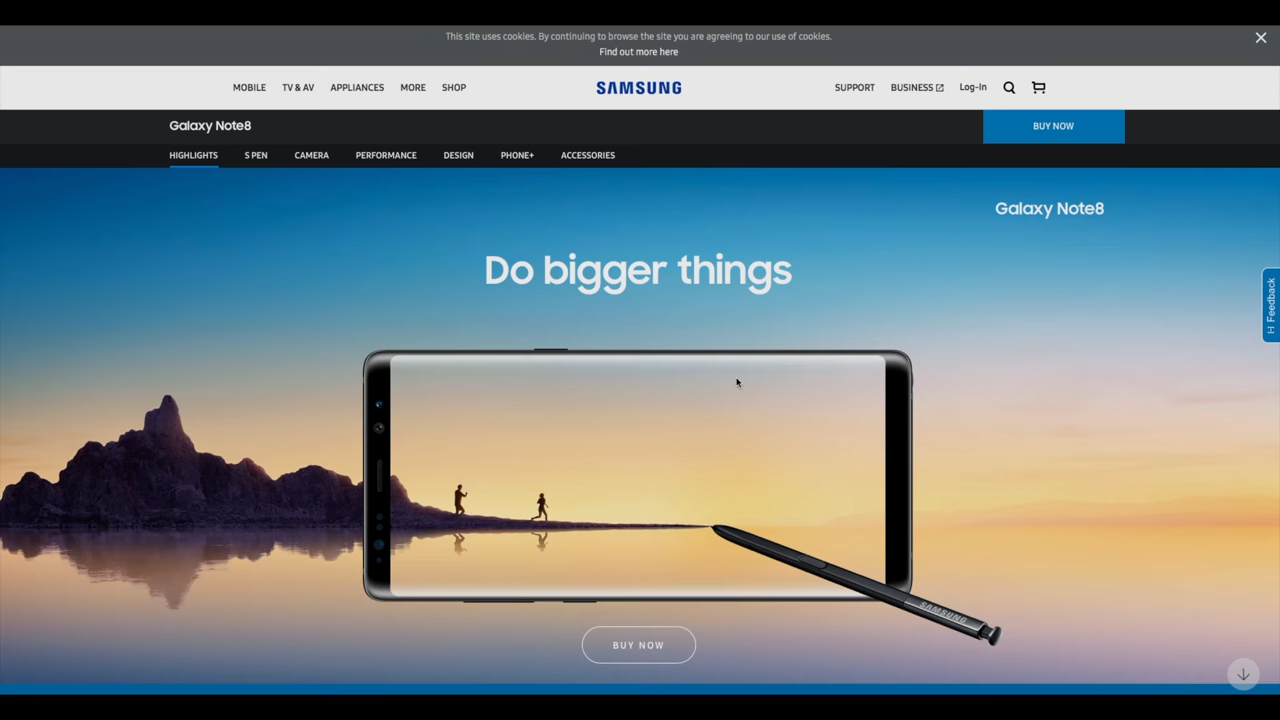 This site uses cookies. By continuing to browse the site you are agreeing to our use of cookies.
Find out more here
MOBILE TV & AV APPLIANCES MORE SHOP SAMSUNG SUPPORT BUSINESS Log-In
Galaxy Note8 BUY NOW
HIGHLIGHTS S PEN CAMERA PERFORMANCE DESIGN PHONE+ ACCESSORIES
Galaxy Note8
Do bigger things
Feedback
SAMSUNG
BUY NOW